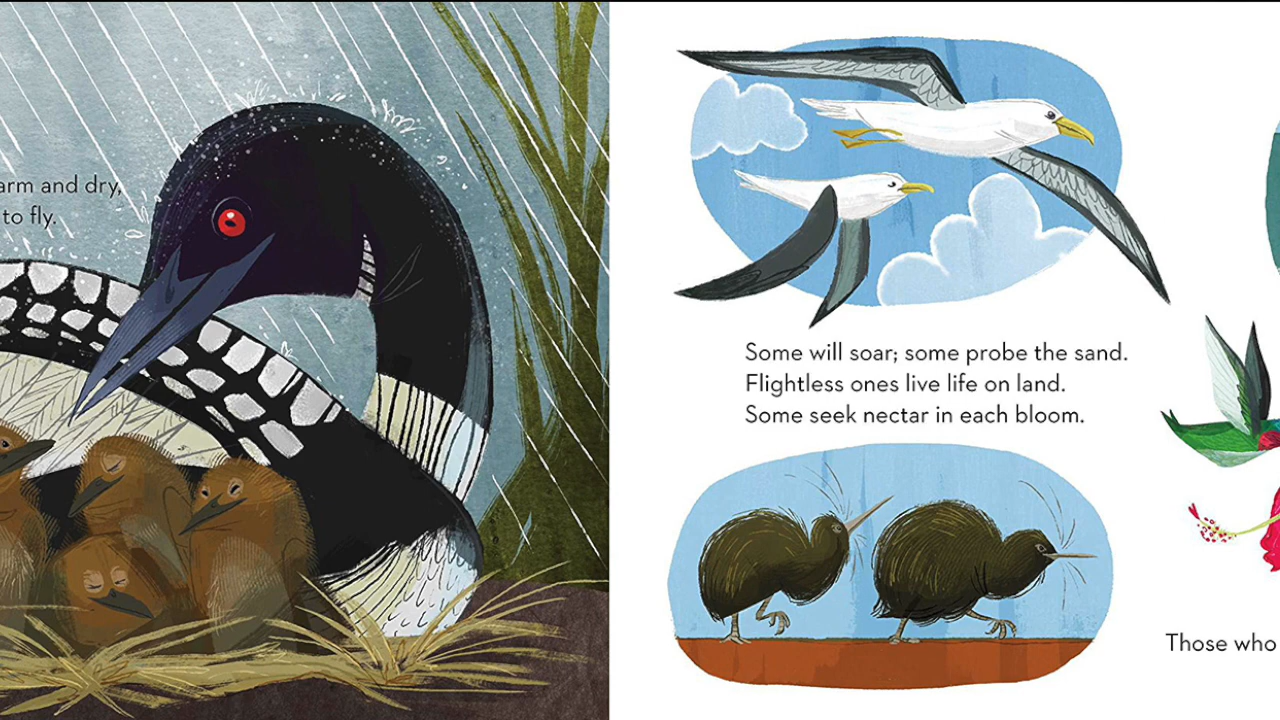 arm and dry,
to fly.
Some will soar; some probe the sand.
Flightless ones live life on land.
Some seek nectar in each bloom.
Those who